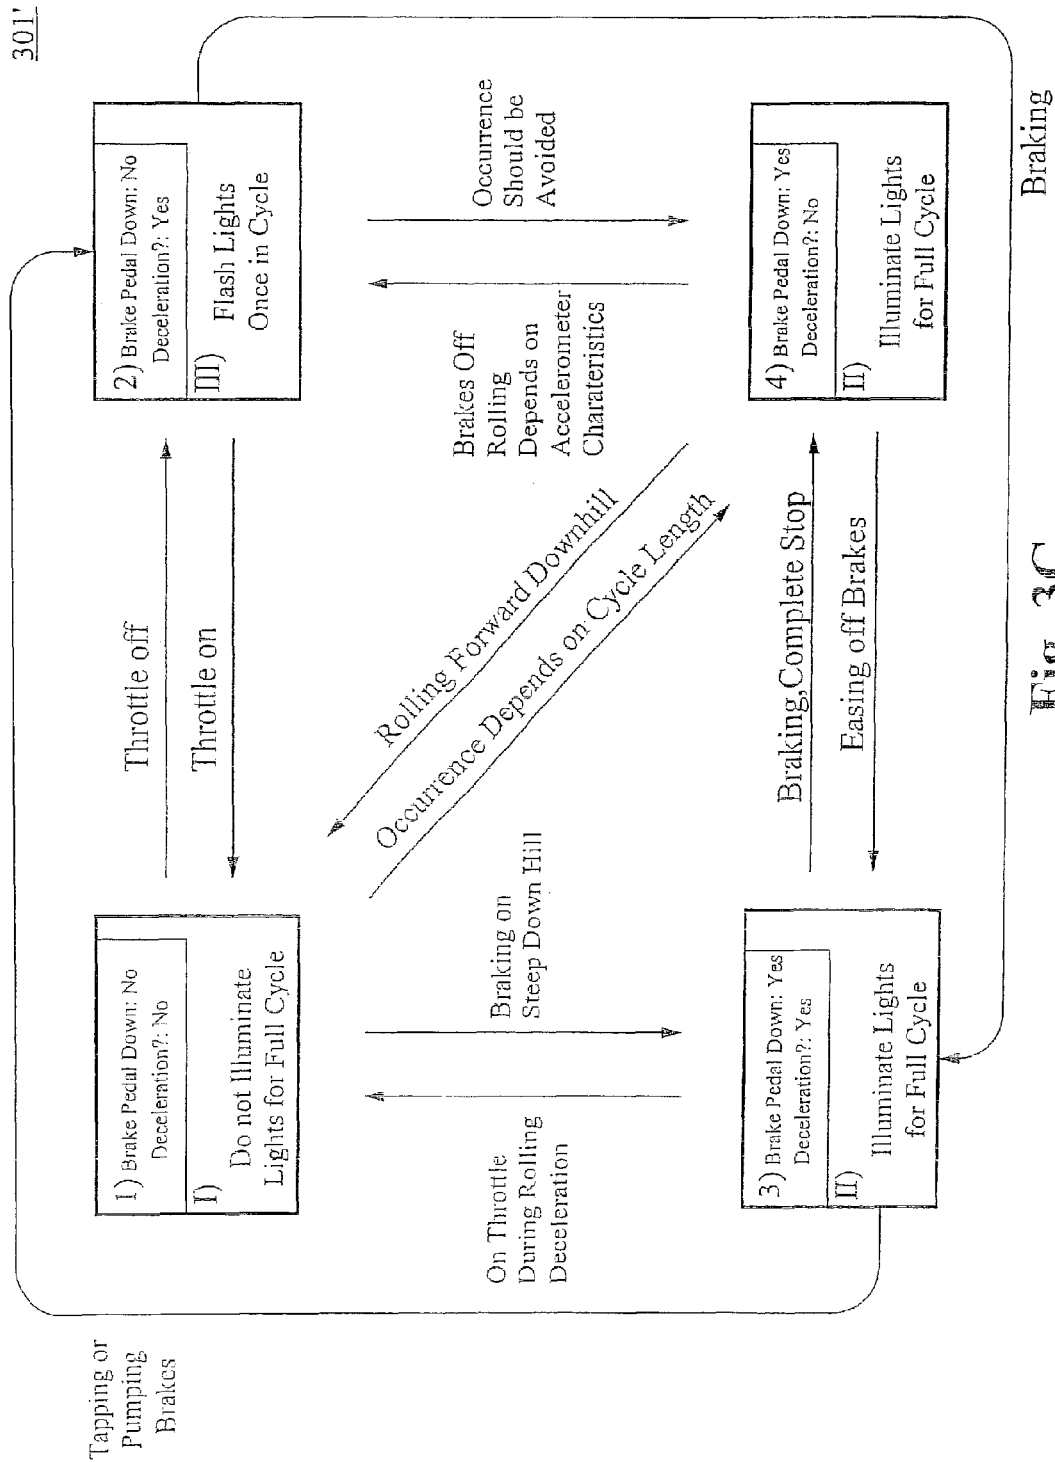 301'
Tapping or
Pumping
Brakes
1) Brake Pedal Down: No
Deceleration?: No
I)
Do not Illuminate
Lights for Full Cycle
Throttle off
Throttle on
2) Brake Pedal Down: No
Deceleration?: Yes
III)
Flash Lights
Once in Cycle
On Throttle
During Rolling
Deceleration
Braking on
Steep Down Hill
Rolling Forward Downhill
Occurrence Depends on Cycle Length
Brakes Off
Rolling
Depends on
Accelerometer
Charateristics
Occurrence
Should be
Avoided
3) Brake Pedal Down: Yes
Deceleration?: Yes
II)
Illuminate Lights
for Full Cycle
Braking,Complete Stop
Easing off Brakes
4) Brake Pedal Down: Yes
Deceleration?: No
II)
Illuminate Lights
for Full Cycle
Braking
Fig. 3C